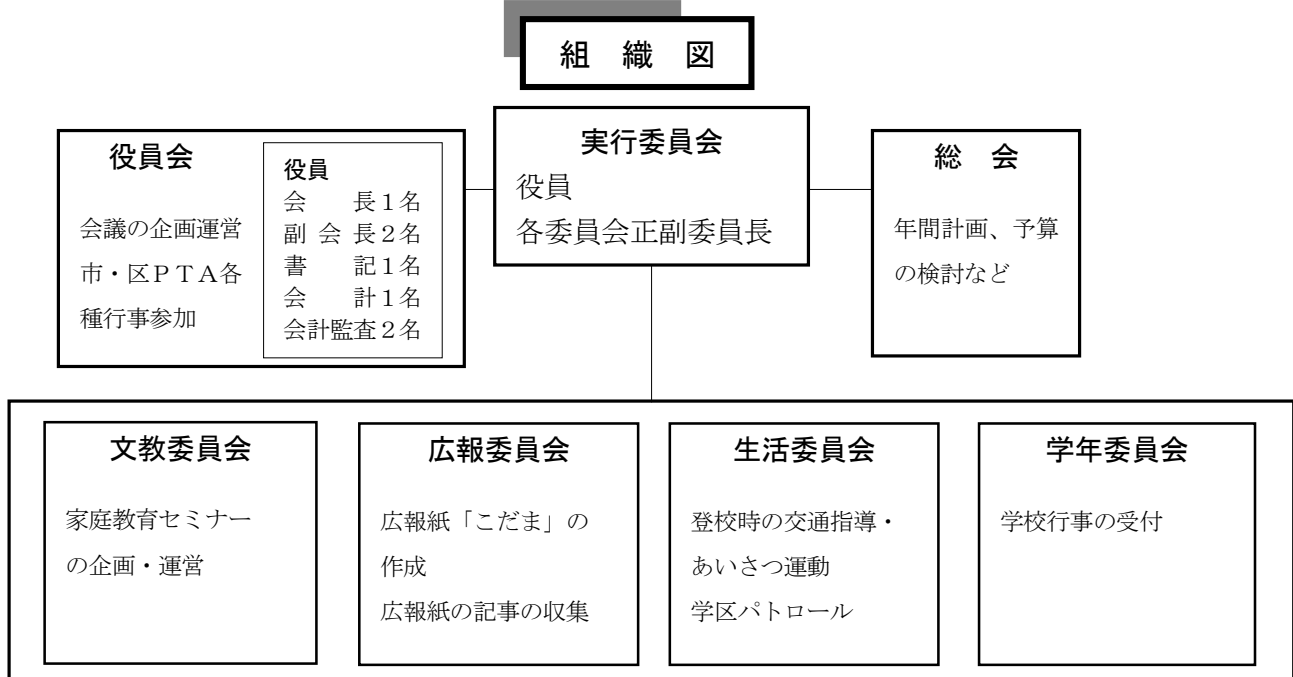 組 織 図
役員会
会議の企画運営
市・区ＰＴＡ各
種行事参加
役員
会　　長１名
副 会 長２名
書　　記１名
会　　計１名
会計監査２名
実行委員会
役員
各委員会正副委員長
総　会
年間計画、予算
の検討など
文教委員会
家庭教育セミナー
の企画・運営
広報委員会
広報紙「こだま」の
作成
広報紙の記事の収集
生活委員会
登校時の交通指導・
あいさつ運動
学区パトロール
学年委員会
学校行事の受付